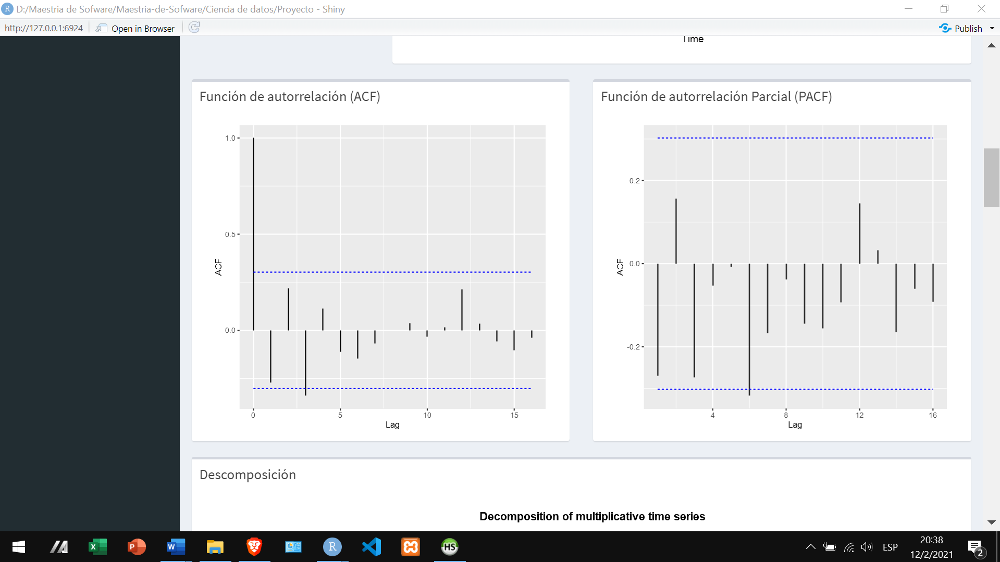 R D:/Maestria de Sofware/Maestria-de-Sofware/Ciencia de datos/Proyecto - Shiny
http://127.0.0.1:6924 Open in Browser Publish
Time
Función de autorrelación (ACF)
1.0
0.5
0.0
ACF
0 5 10 15
Lag
Función de autorrelación Parcial (PACF)
0.2
0.0
-0.2
ACF
4 8 12 16
Lag
Descomposición
Decomposition of multiplicative time series
X P W R HS ESP
20:38
12/2/2021
2